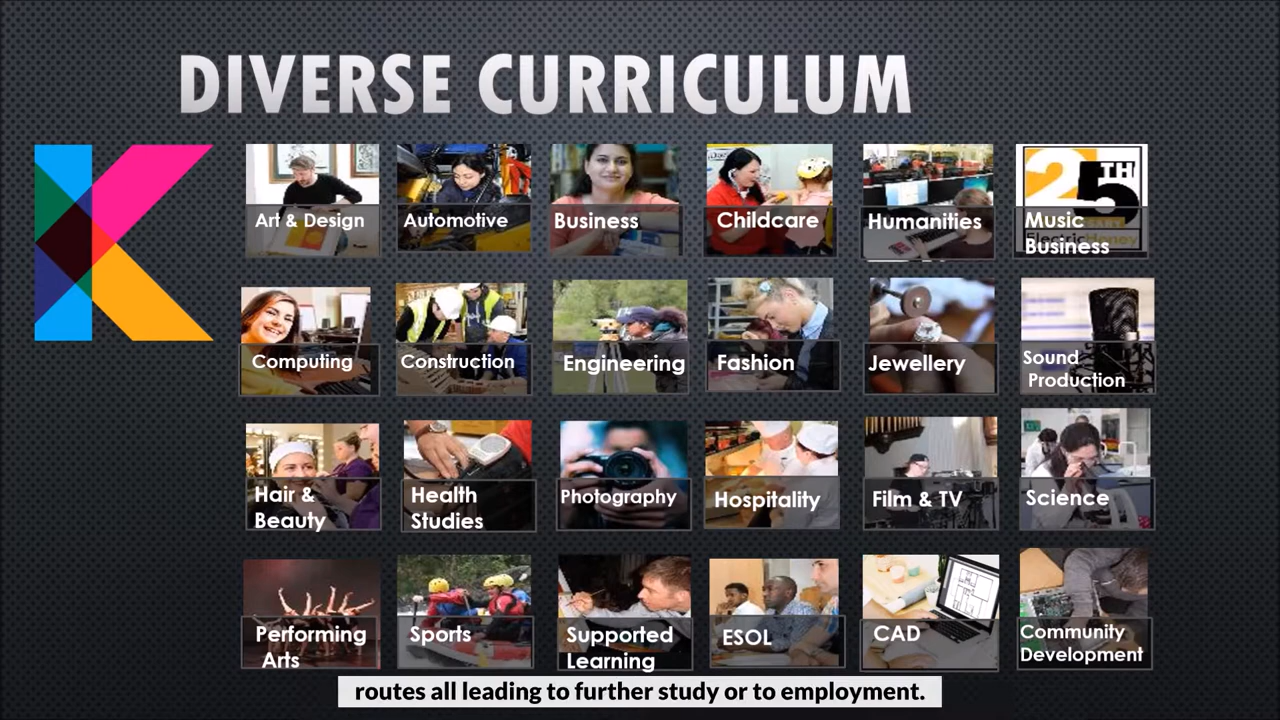 DIVERSE CURRICULUM
Art & Design
Automotive
Business
Childcare
Humanities
25TH
Music
Business
Computing
Construction
Engineering
Fashion
Jewellery
Sound
Production
Hair &
Beauty
Health
Studies
Photography
Hospitality
Film & TV
Science
Performing
Arts
Sports
Supported
Learning
ESOL
CAD
Community
Development
routes all leading to further study or to employment.